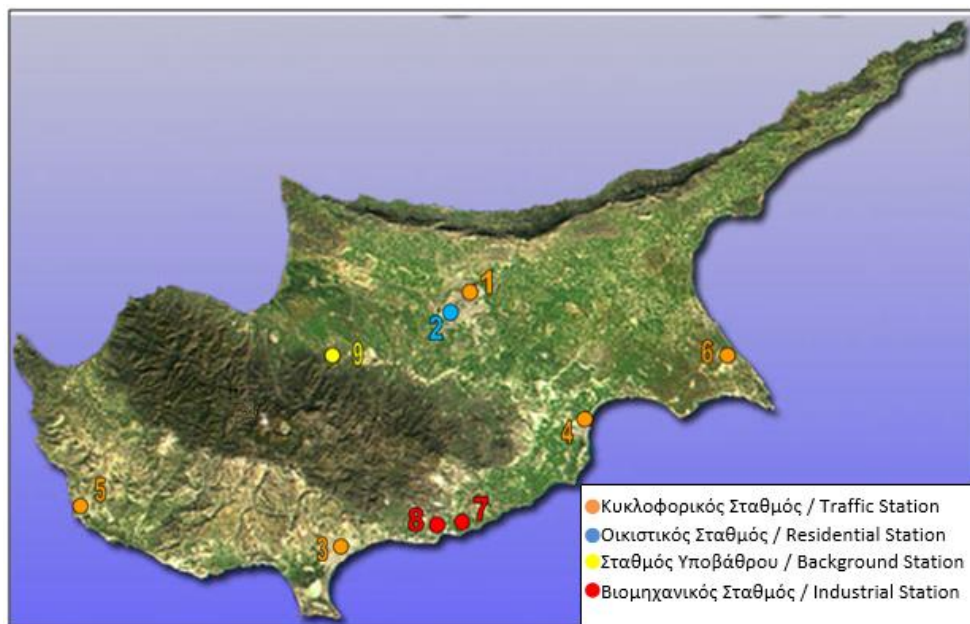 1
2
9
6
4
5
8 7
3
Κυκλοφορικός Σταθμός / Traffic Station
Οικιστικός Σταθμός / Residential Station
Σταθμός Υποβάθρου / Background Station
Βιομηχανικός Σταθμός / Industrial Station